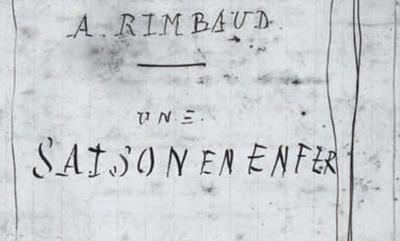 A. RIMBAUD
UNE.
SAISON EN ENFER